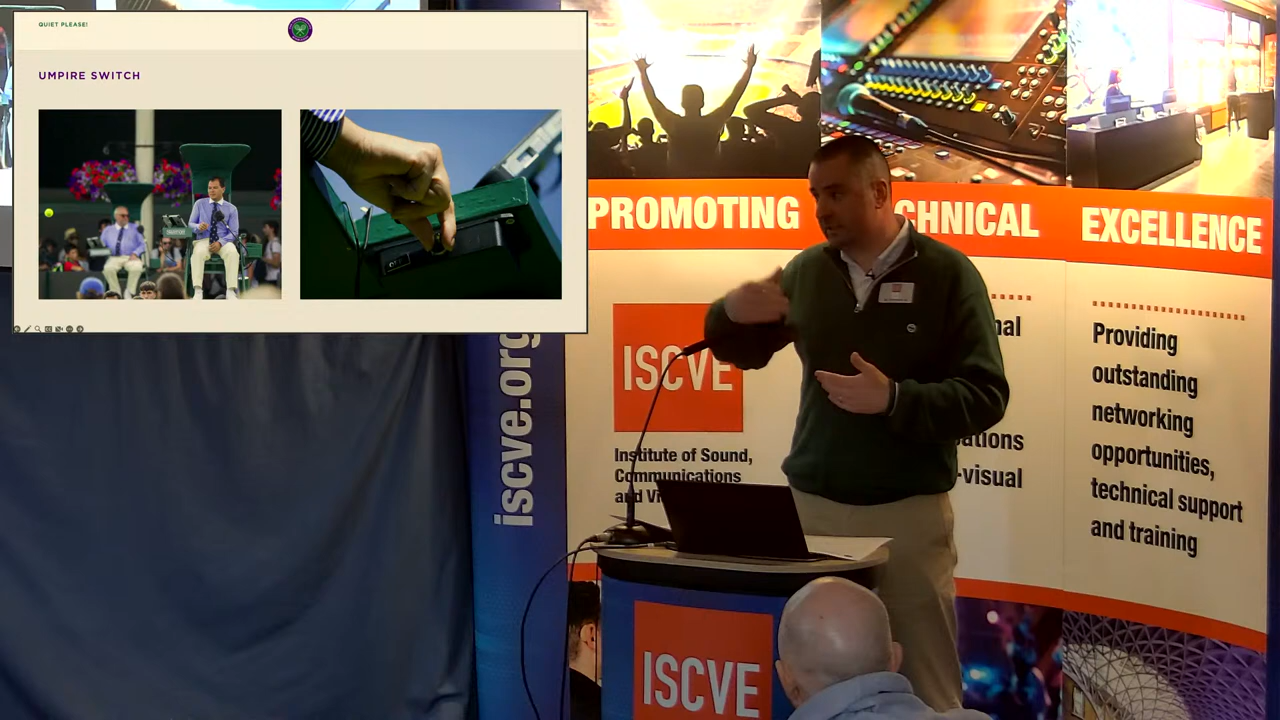 QUIET PLEASE!
UMPIRE SWITCH
PROMOTING
CHNICAL
EXCELLENCE
ISCVE
Institute of Sound,
Communications
and Vi
nal
ations
-visual
Providing
outstanding
networking
opportunities,
technical support
and training
iscve.org
ISCVE